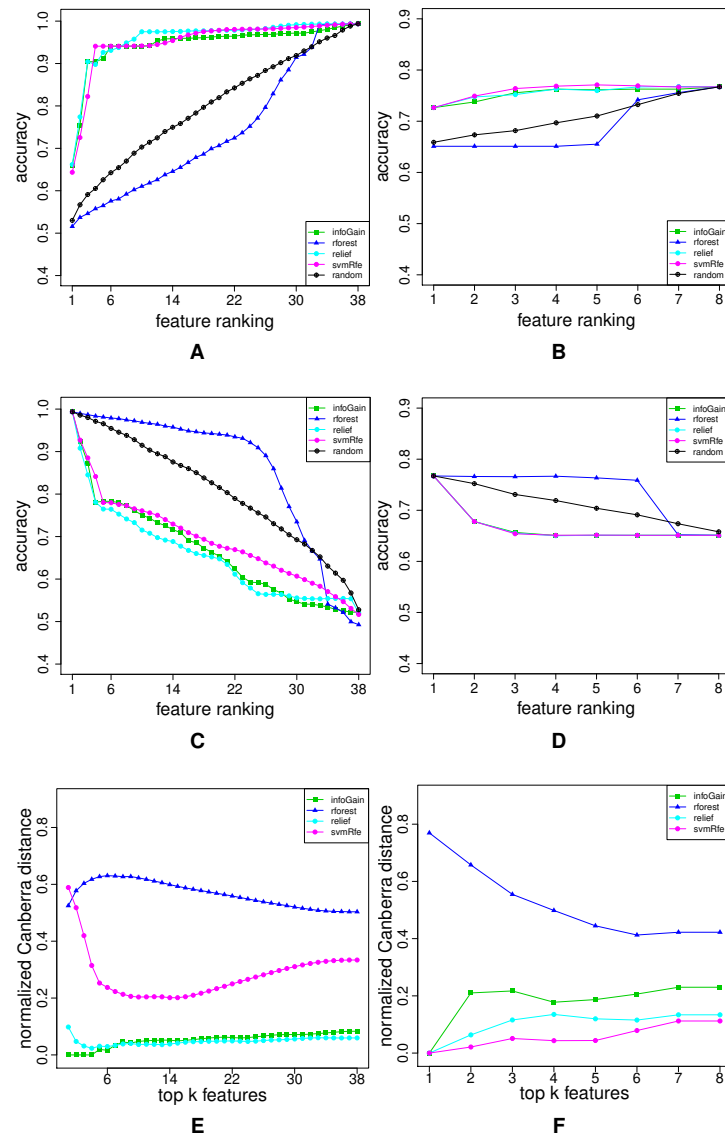 1.0
0.9
0.8
0.7
0.6
0.5
0.4
accuracy
infoGain
rforest
relief
svmRfe
random
1 6 14 22 30 38
feature ranking
A
0.9
0.8
0.7
0.6
0.5
0.4
accuracy
infoGain
rforest
relief
svmRfe
random
1 2 3 4 5 6 7 8
feature ranking
B
1.0
0.9
0.8
0.7
0.6
0.5
0.4
accuracy
infoGain
rforest
relief
svmRfe
random
1 6 14 22 30 38
feature ranking
C
0.9
0.8
0.7
0.6
0.5
0.4
accuracy
infoGain
rforest
relief
svmRfe
random
1 2 3 4 5 6 7 8
feature ranking
D
0.8
0.6
0.4
0.2
0.0
normalized Canberra distance
infoGain
rforest
relief
svmRfe
6 14 22 30 38
top k features
E
0.8
0.6
0.4
0.2
0.0
normalized Canberra distance
infoGain
rforest
relief
svmRfe
1 2 3 4 5 6 7 8
top k features
F